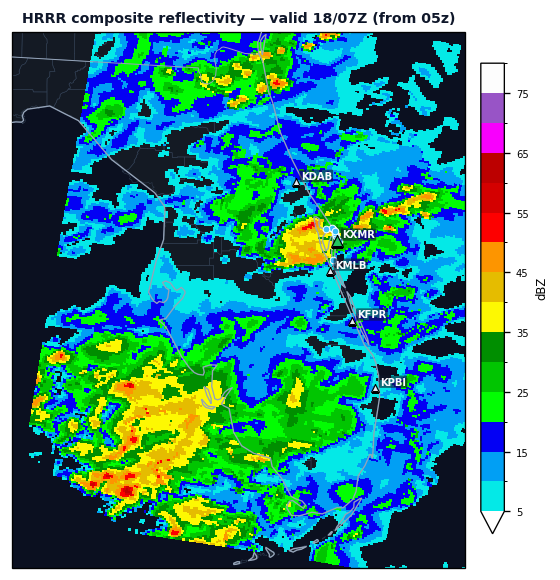 HRRR composite reflectivity — valid 18/07Z (from 05z)
KDAB
KXMR
KMLB
KFPR
KPBI
75
65
55
45
35
25
15
5
dBZ